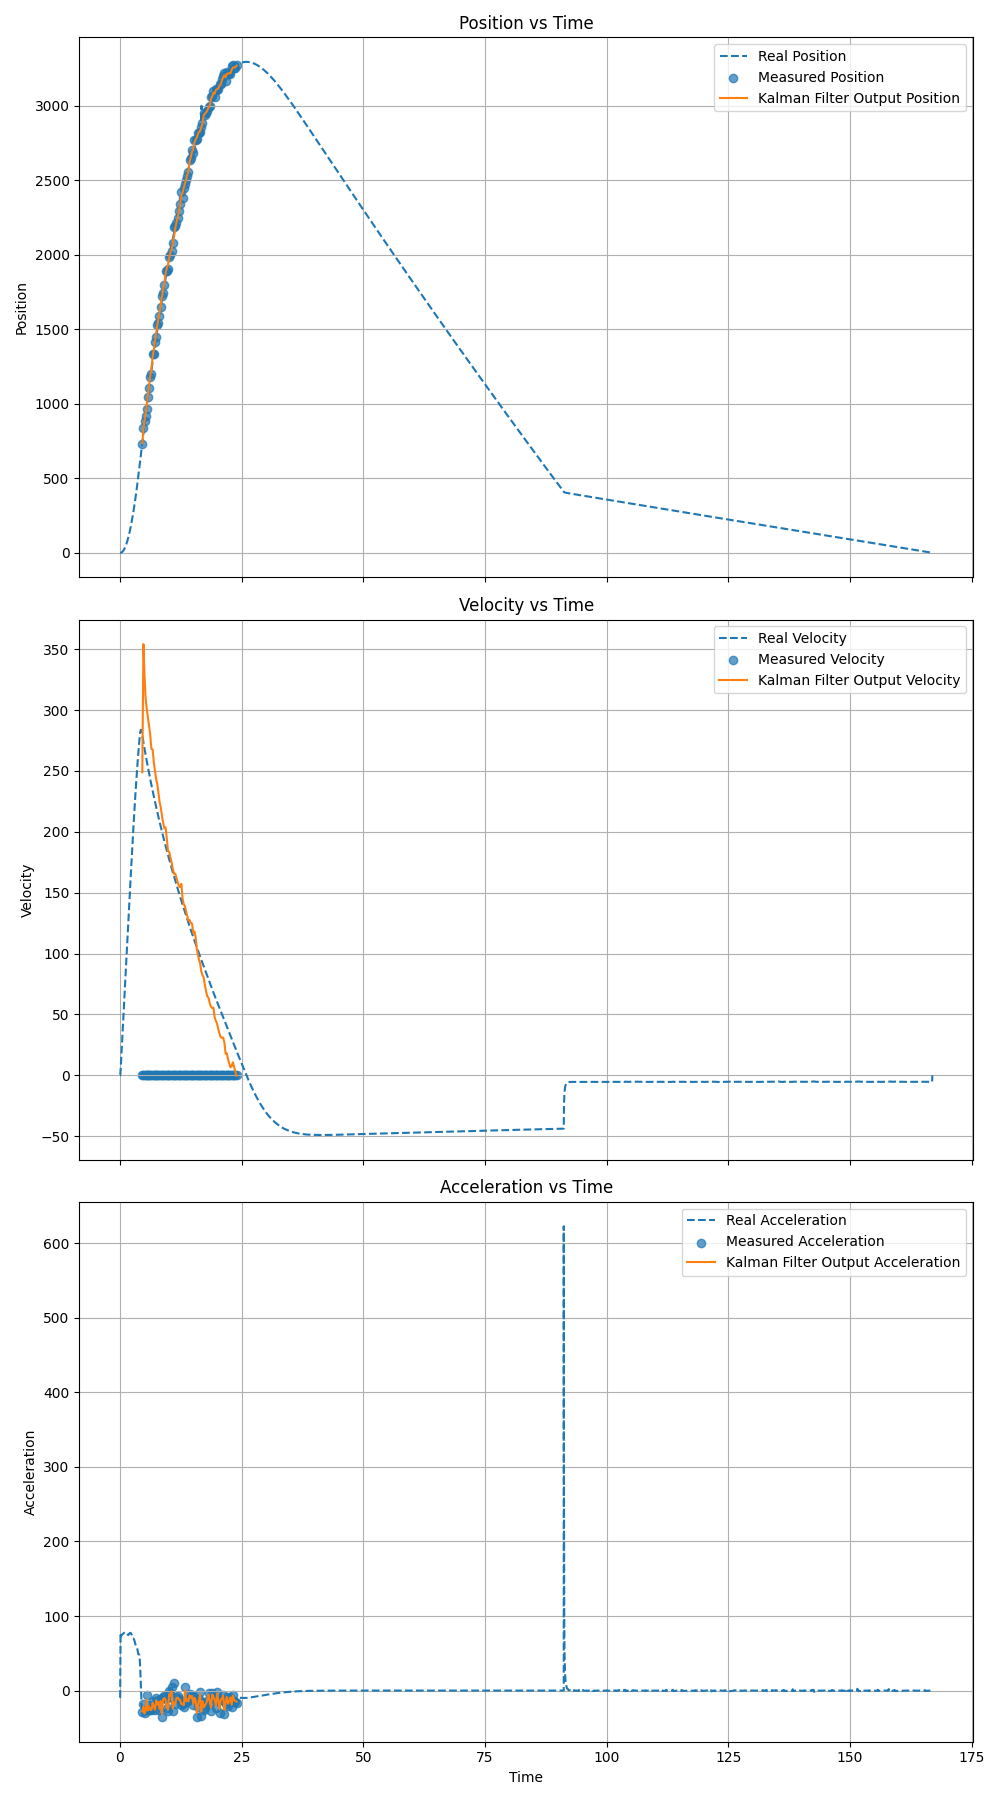 Position vs Time
Real Position
Measured Position
Kalman Filter Output Position
3000
2500
2000
1500
1000
500
0
Position
Velocity vs Time
Real Velocity
Measured Velocity
Kalman Filter Output Velocity
350
300
250
200
150
100
50
0
−50
Velocity
Acceleration vs Time
Real Acceleration
Measured Acceleration
Kalman Filter Output Acceleration
600
500
400
300
200
100
0
Acceleration
0 25 50 75 100 125 150 175
Time